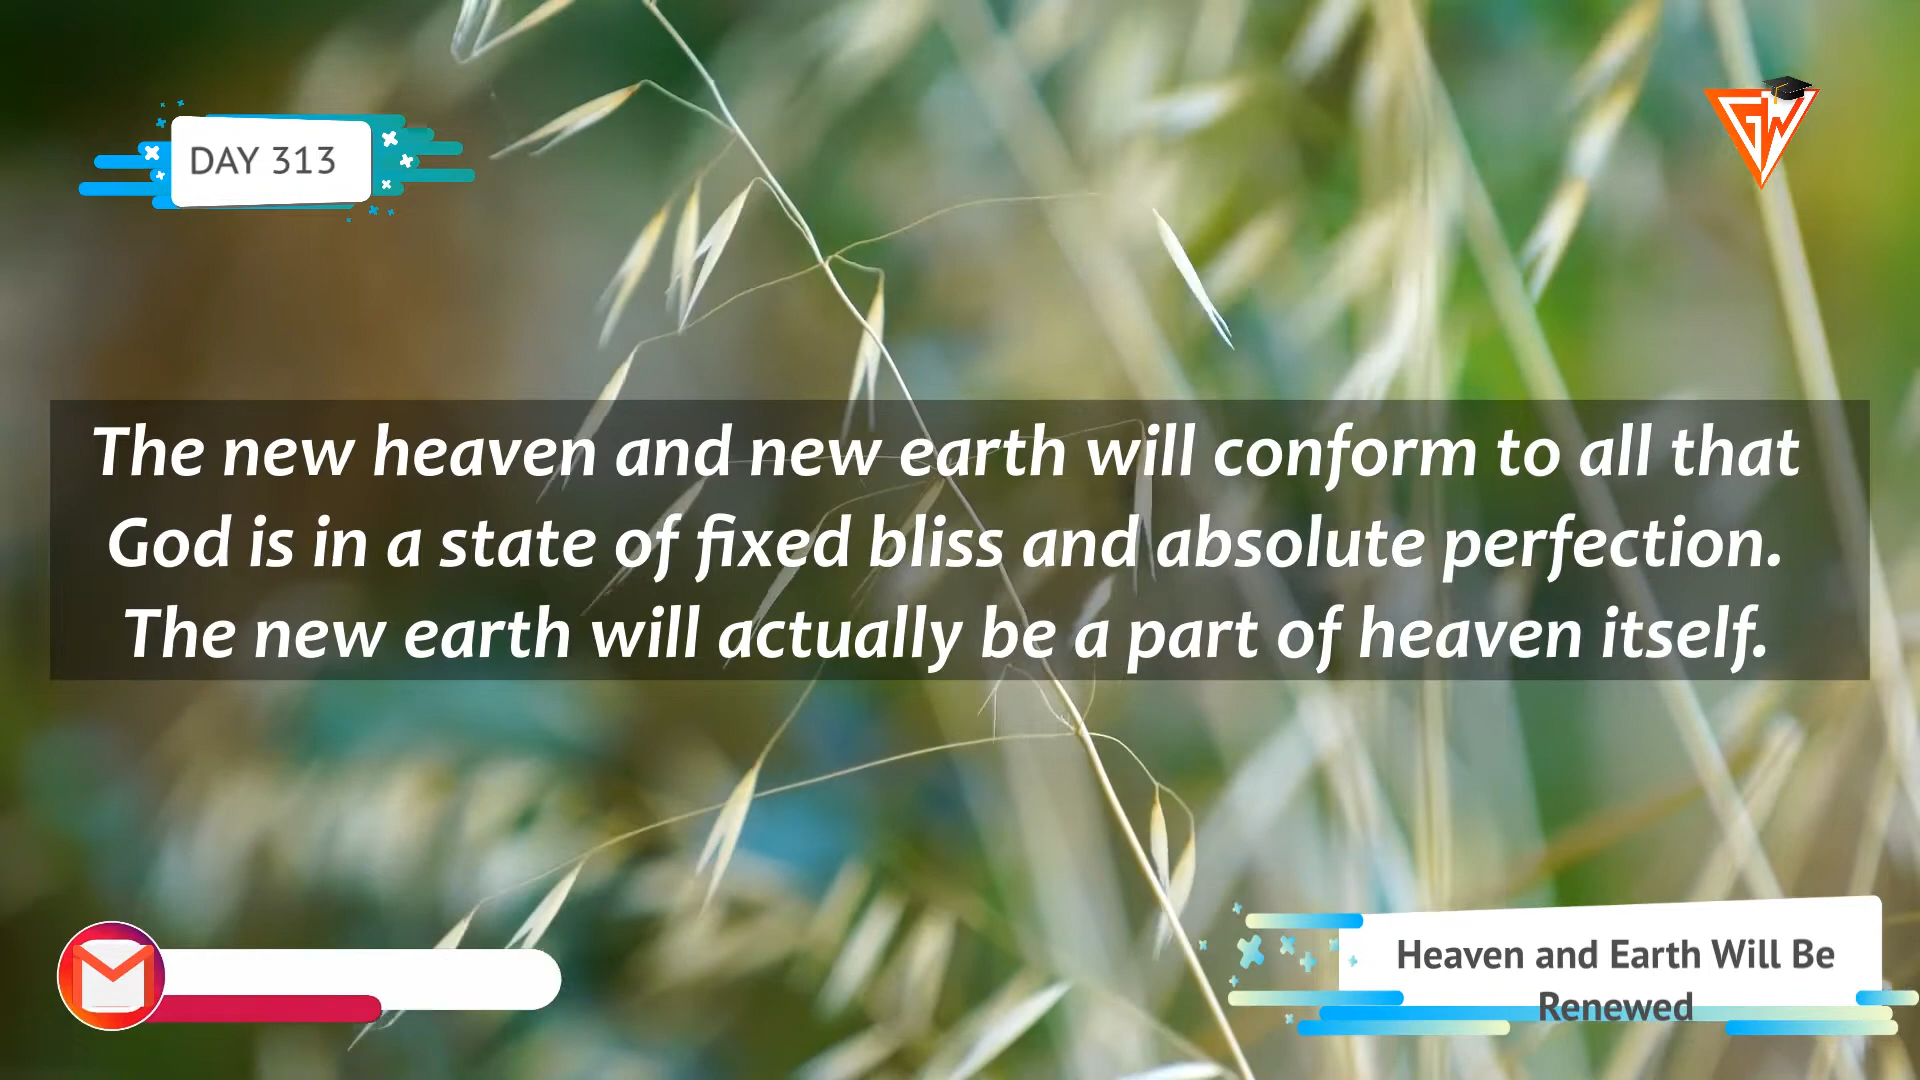 DAY 313
GW
The new heaven and new earth will conform to all that
God is in a state of fixed bliss and absolute perfection.
The new earth will actually be a part of heaven itself.
Heaven and Earth Will Be
Renewed